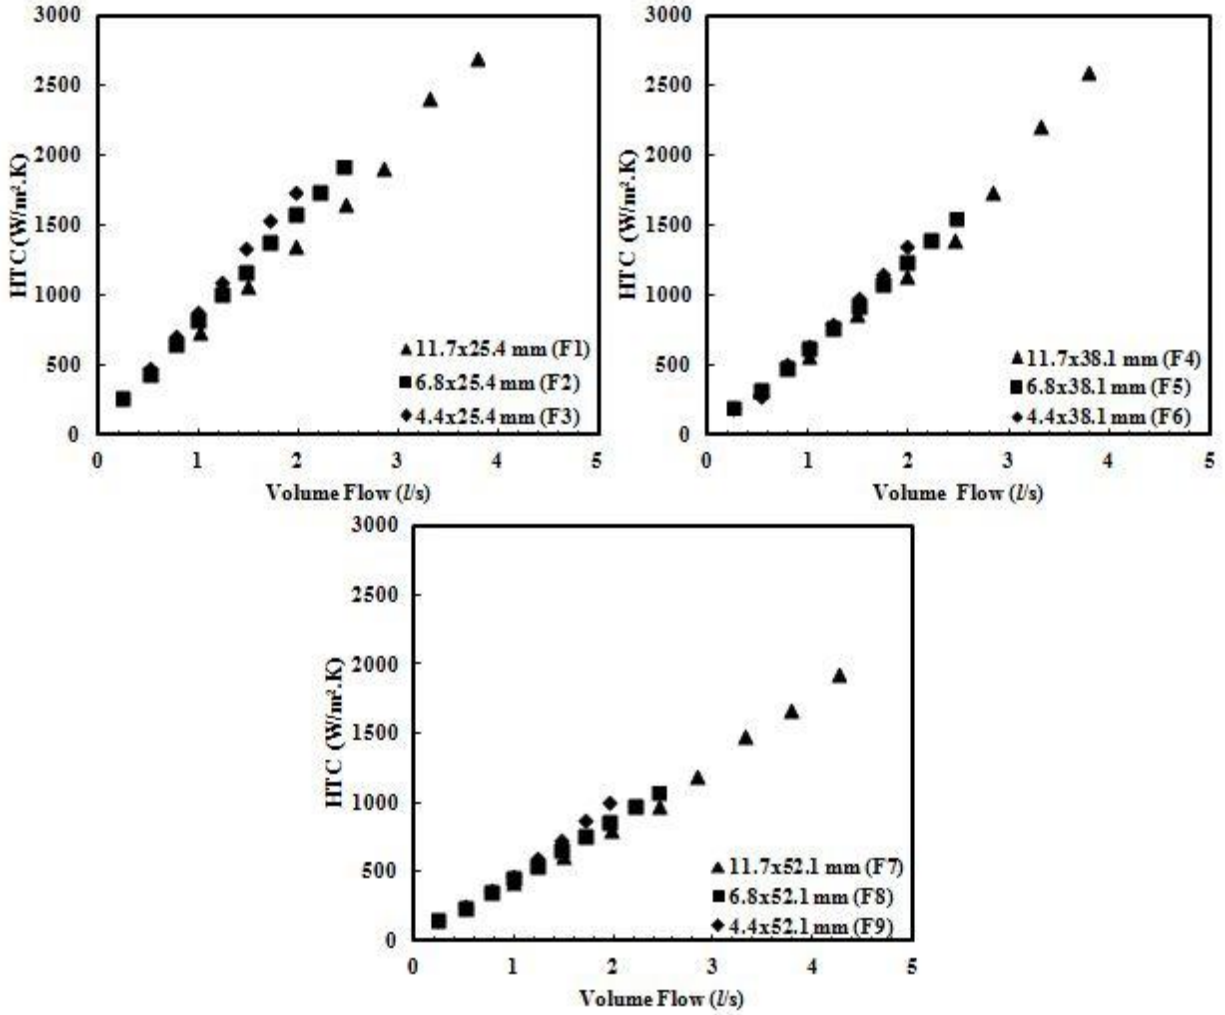 3000
2500
2000
1500
1000
500
0
HTC(W/m².K)
0 1 2 3 4 5
Volume Flow (l/s)
11.7x25.4 mm (F1)
6.8x25.4 mm (F2)
4.4x25.4 mm (F3)
3000
2500
2000
1500
1000
500
0
HTC (W/m².K)
0 1 2 3 4 5
Volume Flow (l/s)
11.7x38.1 mm (F4)
6.8x38.1 mm (F5)
4.4x38.1 mm (F6)
3000
2500
2000
1500
1000
500
0
HTC (W/m².K)
0 1 2 3 4 5
Volume Flow (l/s)
11.7x52.1 mm (F7)
6.8x52.1 mm (F8)
4.4x52.1 mm (F9)